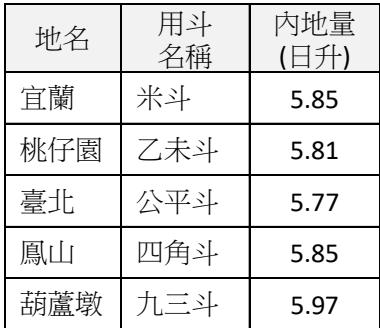 地名 用斗名稱 內地量(日升)
宜蘭 米斗 5.85
桃仔園 乙未斗 5.81
臺北 公平斗 5.77
鳳山 四角斗 5.85
葫蘆墩 九三斗 5.97